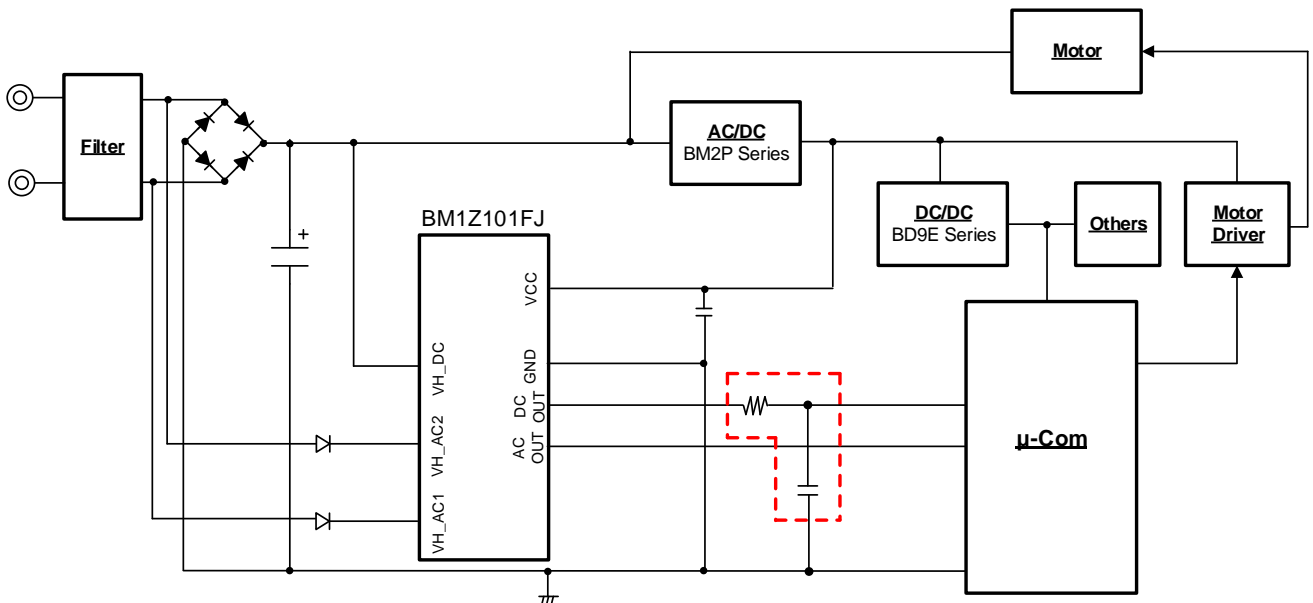 Motor
Filter
AC/DC
BM2P Series
DC/DC
BD9E Series
Others
Motor
Driver
BM1Z101FJ
+
VCC
VH_DC
GND
DC
OUT
VH_AC2
AC
OUT
VH_AC1
µ-Com